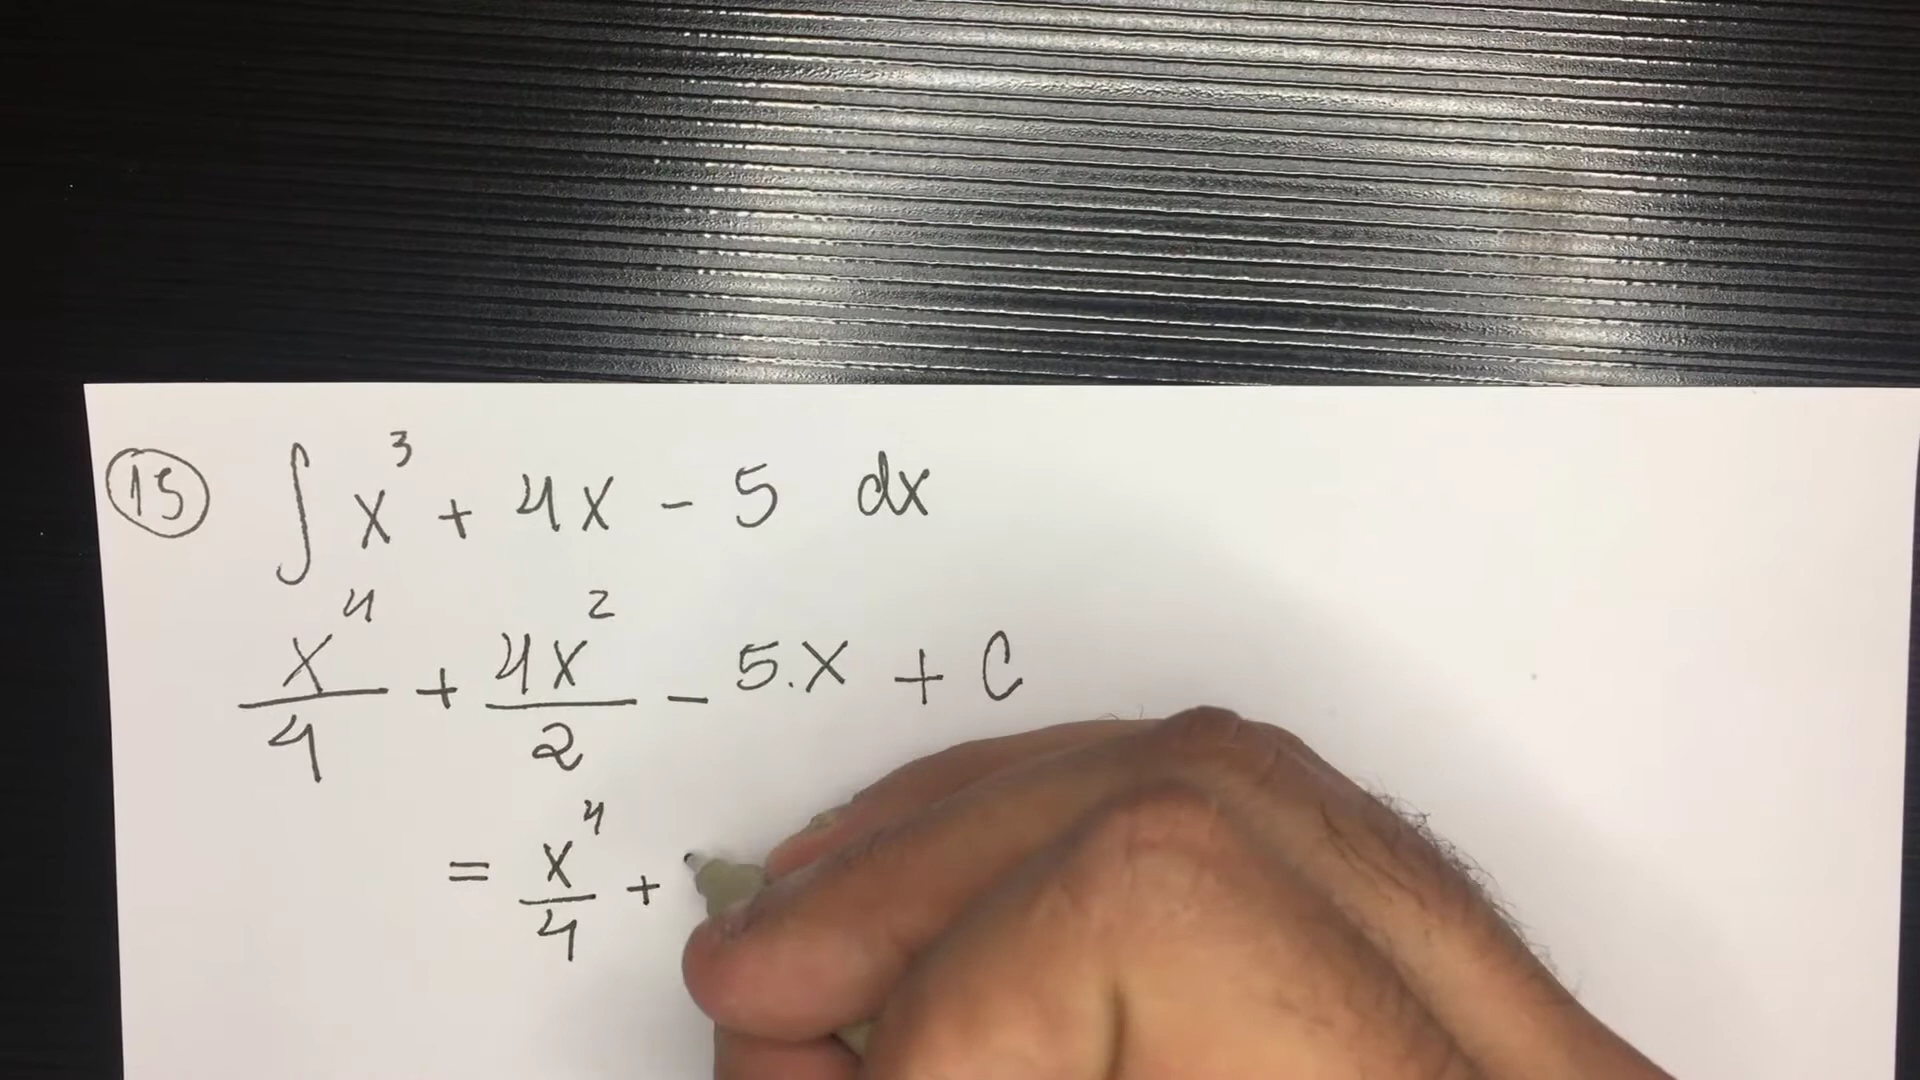 15 ∫ x³ + 4x - 5 dx
x⁴/4 + 4x²/2 - 5.x + C
= x⁴/4 +